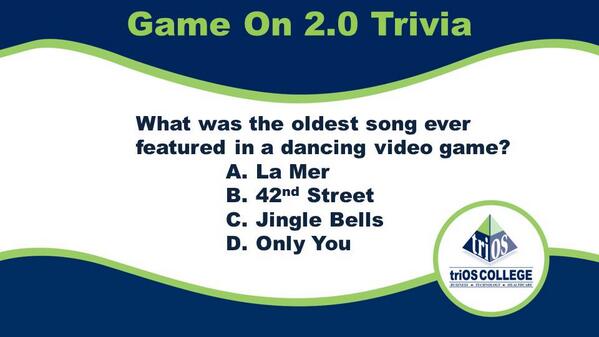 Game On 2.0 Trivia
What was the oldest song ever
featured in a dancing video game?
A. La Mer
B. 42nd Street
C. Jingle Bells
D. Only You
triOS
triOS COLLEGE
BUSINESS • TECHNOLOGY • HEALTHCARE